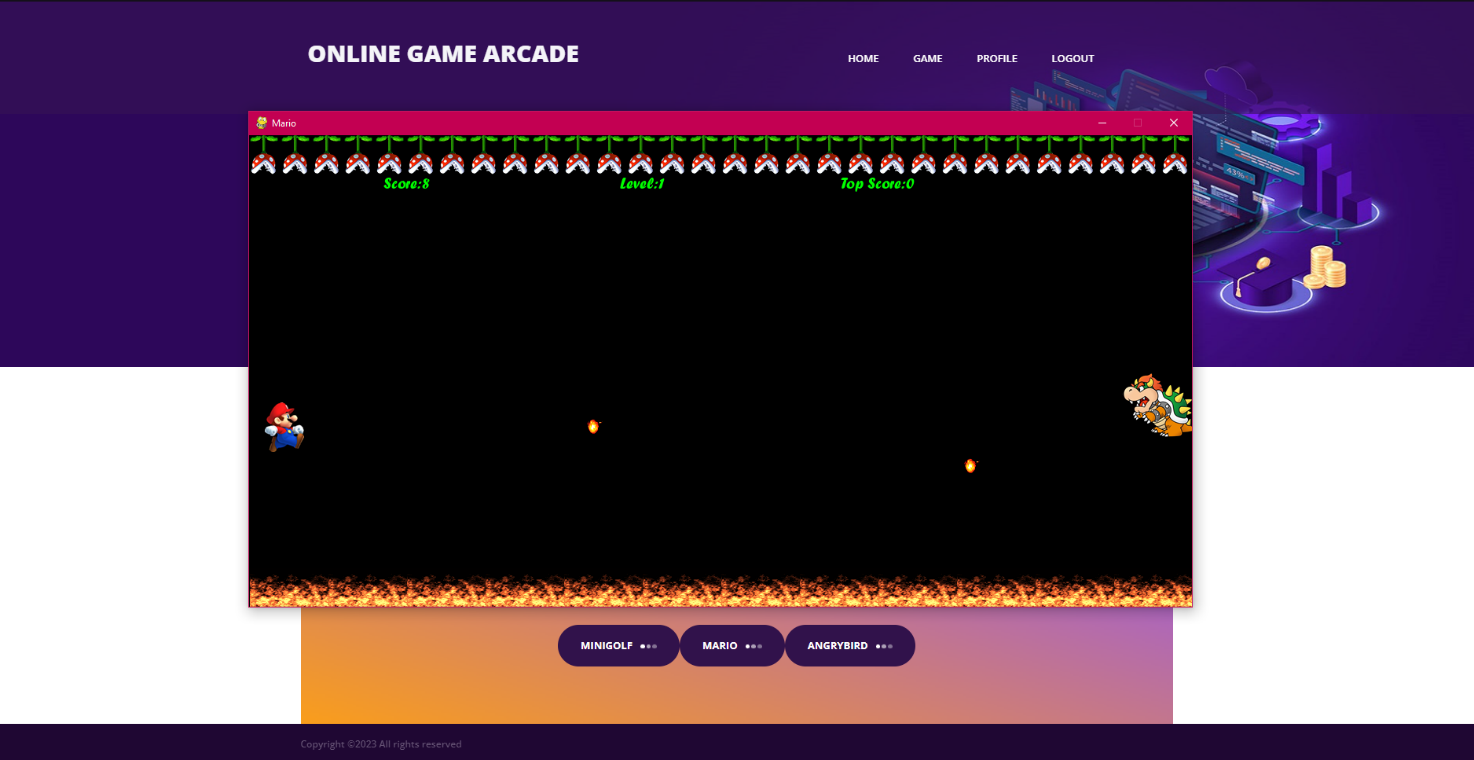 ONLINE GAME ARCADE
HOME GAME PROFILE LOGOUT
Mario
43%
Score:8 Level:1 Top Score:0
MINIGOLF MARIO ANGRYBIRD
Copyright ©2023 All rights reserved